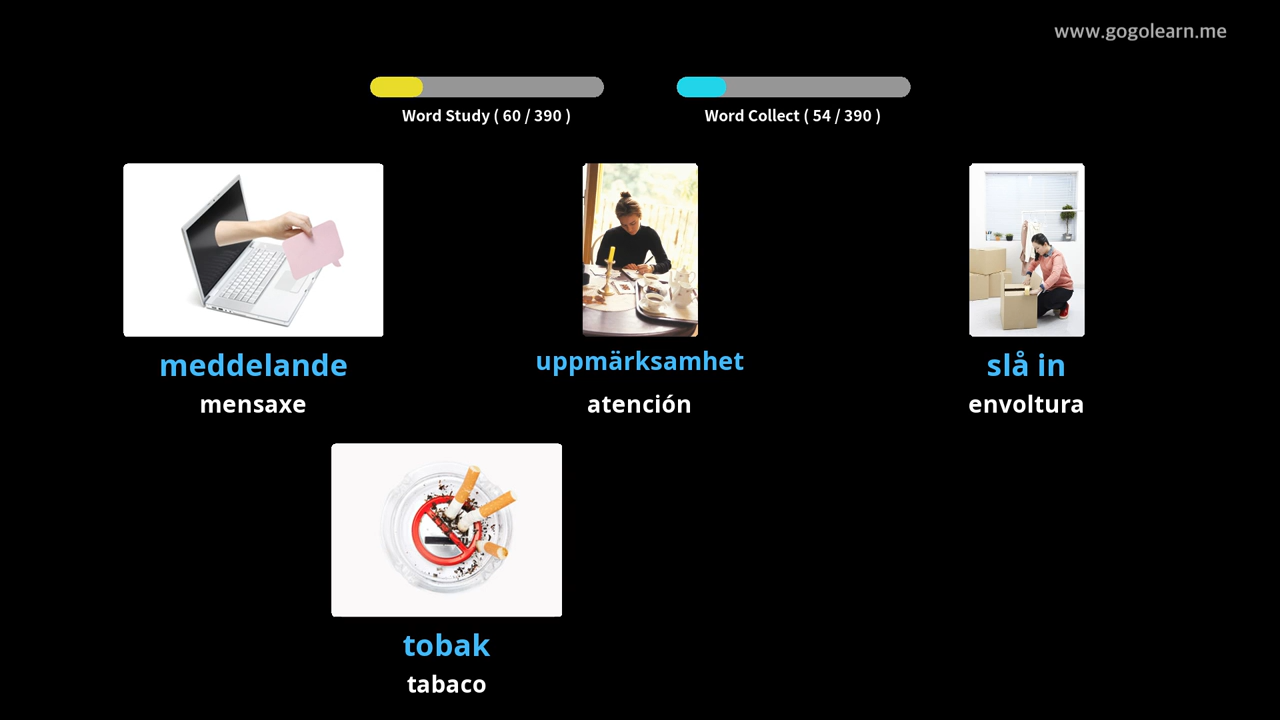 www.gogolearn.me
Word Study ( 60 / 390 )
Word Collect ( 54 / 390 )
meddelande
mensaxe
uppmärksamhet
atención
slå in
envoltura
tobak
tabaco